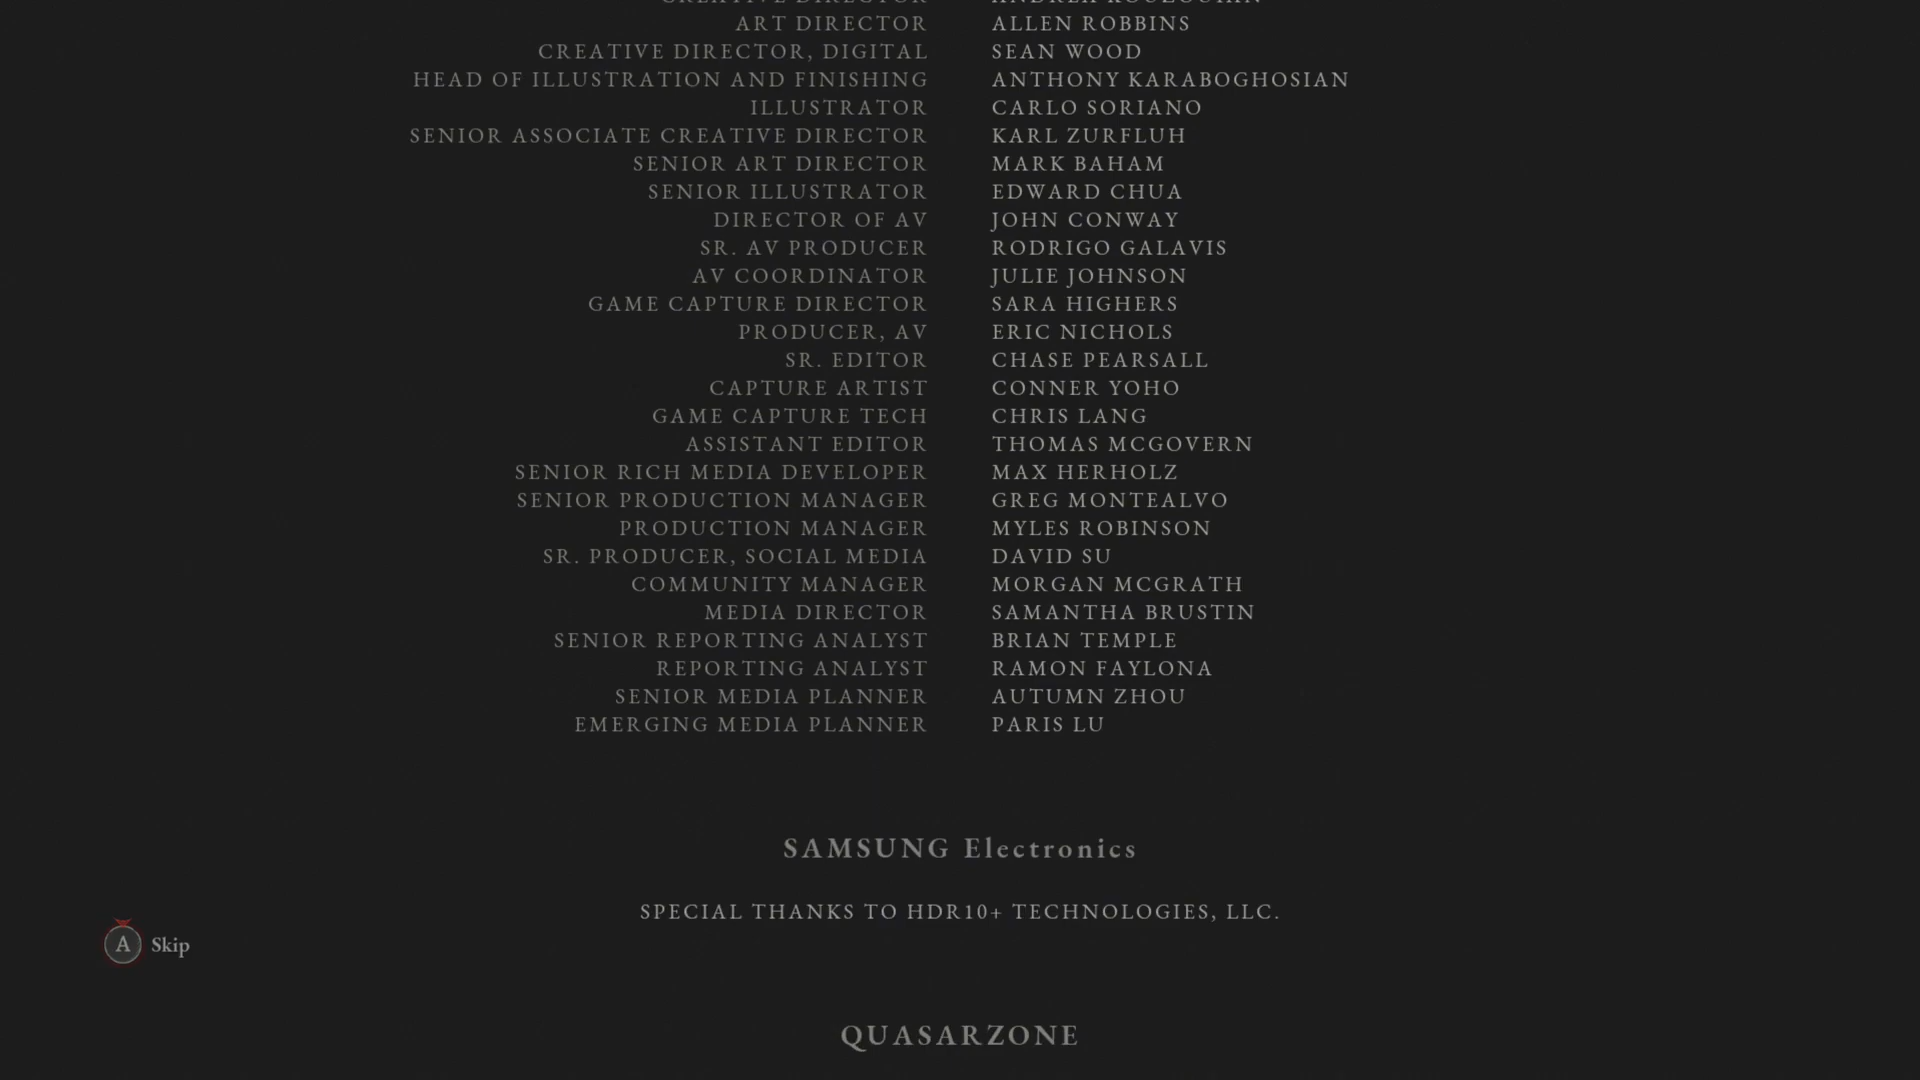 ART DIRECTOR ALLEN ROBBINS
CREATIVE DIRECTOR, DIGITAL SEAN WOOD
HEAD OF ILLUSTRATION AND FINISHING ANTHONY KARABOGHOSIAN
ILLUSTRATOR CARLO SORIANO
SENIOR ASSOCIATE CREATIVE DIRECTOR KARL ZURFLUH
SENIOR ART DIRECTOR MARK BAHAM
SENIOR ILLUSTRATOR EDWARD CHUA
DIRECTOR OF AV JOHN CONWAY
SR. AV PRODUCER RODRIGO GALAVIS
AV COORDINATOR JULIE JOHNSON
GAME CAPTURE DIRECTOR SARA HIGHERS
PRODUCER, AV ERIC NICHOLS
SR. EDITOR CHASE PEARSALL
CAPTURE ARTIST CONNER YOHO
GAME CAPTURE TECH CHRIS LANG
ASSISTANT EDITOR THOMAS MCGOVERN
SENIOR RICH MEDIA DEVELOPER MAX HERHOLZ
SENIOR PRODUCTION MANAGER GREG MONTEALVO
PRODUCTION MANAGER MYLES ROBINSON
SR. PRODUCER, SOCIAL MEDIA DAVID SU
COMMUNITY MANAGER MORGAN MCGRATH
MEDIA DIRECTOR SAMANTHA BRUSTIN
SENIOR REPORTING ANALYST BRIAN TEMPLE
REPORTING ANALYST RAMON FAYLONA
SENIOR MEDIA PLANNER AUTUMN ZHOU
EMERGING MEDIA PLANNER PARIS LU
SAMSUNG Electronics
SPECIAL THANKS TO HDR10+ TECHNOLOGIES, LLC.
A Skip
QUASARZONE